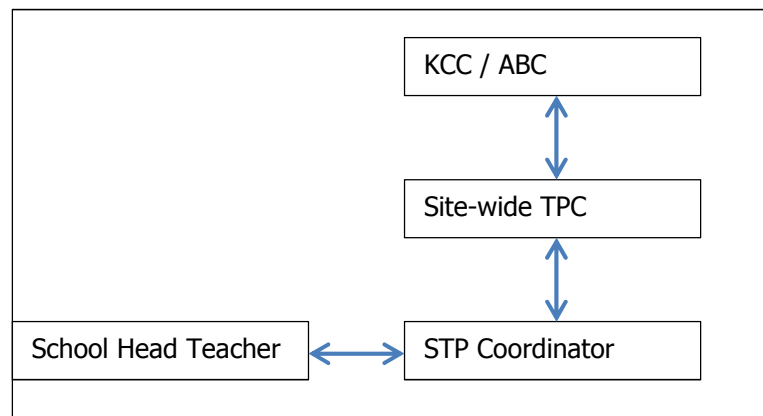 KCC / ABC
Site-wide TPC
School Head Teacher
STP Coordinator